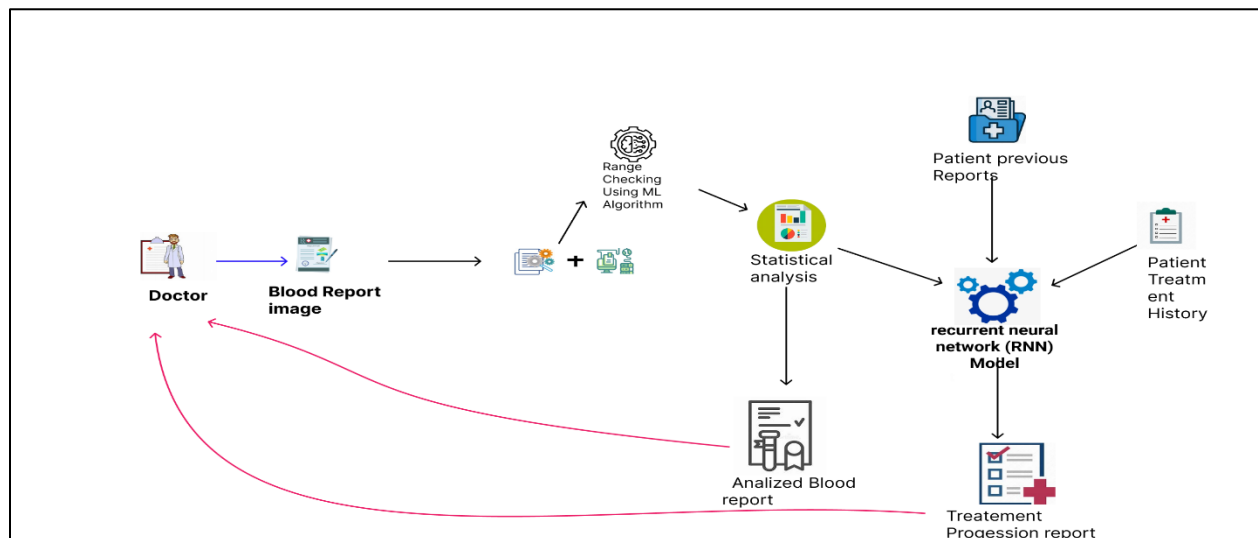 Doctor
Blood Report
image
Range
Checking
Using ML
Algorithm
Statistical
analysis
Patient previous
Reports
Patient
Treatm
ent
History
recurrent neural
network (RNN)
Model
Analized Blood
report
Treatement
Progession report